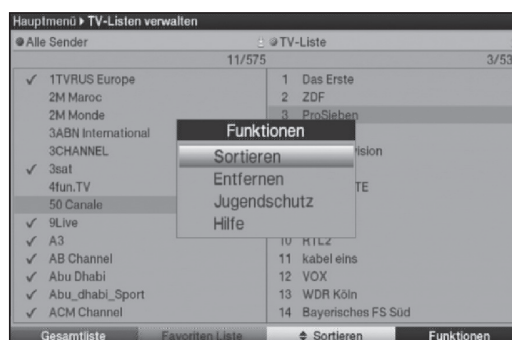 Hauptmenü ▸ TV-Listen verwalten
Alle Sender
TV-Liste
11/575
3/53
✓ 1TVRUS Europe
2M Maroc
2M Monde
3ABN International
3CHANNEL
✓ 3sat
4fun.TV
50 Canale
✓ 9Live
✓ A3
✓ AB Channel
✓ Abu Dhabi
✓ Abu_dhabi_Sport
✓ ACM Channel
1 Das Erste
2 ZDF
3 ProSieben
ision
TE
10 RTL2
11 kabel eins
12 VOX
13 WDR Köln
14 Bayerisches FS Süd
Funktionen
Sortieren
Entfernen
Jugendschutz
Hilfe
Gesamtliste
Favoriten Liste
Sortieren
Funktionen